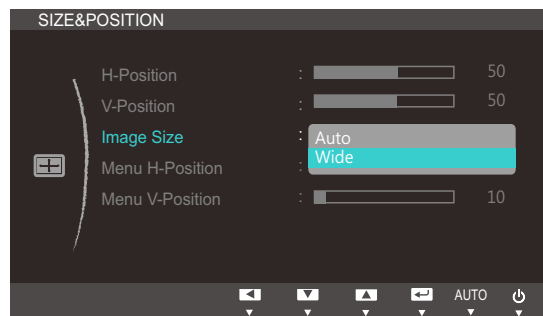 SIZE&POSITION
H-Position : 50
V-Position : 50
Image Size : Auto
Wide
Menu H-Position :
Menu V-Position : 10
AUTO